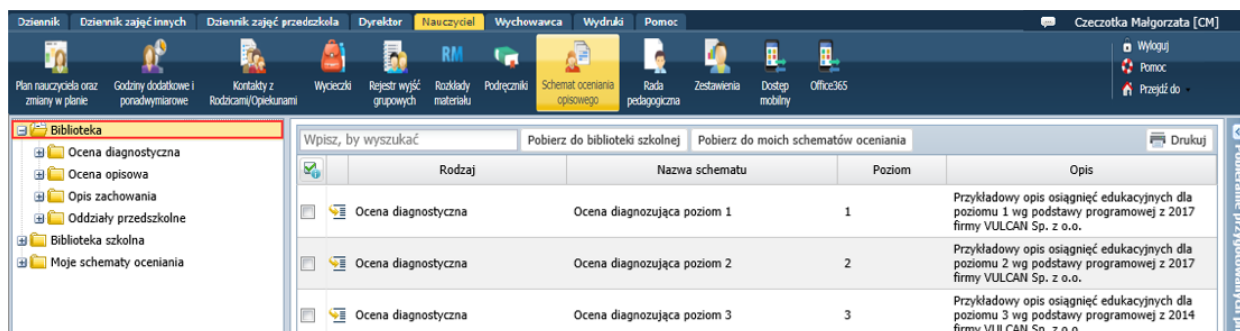 Dziennik Dziennik zajęć innych Dziennik zajęć przedszkola Dyrektor Nauczyciel Wychowawca Wydruki Pomoc Czeczotka Małgorzata [CM]
Plan nauczyciela oraz zmiany w planie
Godziny dodatkowe i ponadwymiarowe
Kontakty z Rodzicami/Opiekunami
Wycieczki
Rejestr wyjść grupowych
RM
Rozkłady materiału
Podręczniki
Schemat oceniania opisowego
Rada pedagogiczna
Zestawienia
Dostęp mobilny
Office365
Wyloguj
Pomoc
Przejdź do
Biblioteka
Ocena diagnostyczna
Ocena opisowa
Opis zachowania
Oddziały przedszkolne
Biblioteka szkolna
Moje schematy oceniania
Wpisz, by wyszukać Pobierz do biblioteki szkolnej Pobierz do moich schematów oceniania Drukuj
Rodzaj Nazwa schematu Poziom Opis
Ocena diagnostyczna Ocena diagnozująca poziom 1 1 Przykładowy opis osiągnięć edukacyjnych dla
poziomu 1 wg podstawy programowej z 2017
firmy VULCAN Sp. z o.o.
Ocena diagnostyczna Ocena diagnozująca poziom 2 2 Przykładowy opis osiągnięć edukacyjnych dla
poziomu 2 wg podstawy programowej z 2017
firmy VULCAN Sp. z o.o.
Ocena diagnostyczna Ocena diagnozująca poziom 3 3 Przykładowy opis osiągnięć edukacyjnych dla
poziomu 3 wg podstawy programowej z 2014
firmy VULCAN Sp. z o.o.
Pobieranie przygotowanych